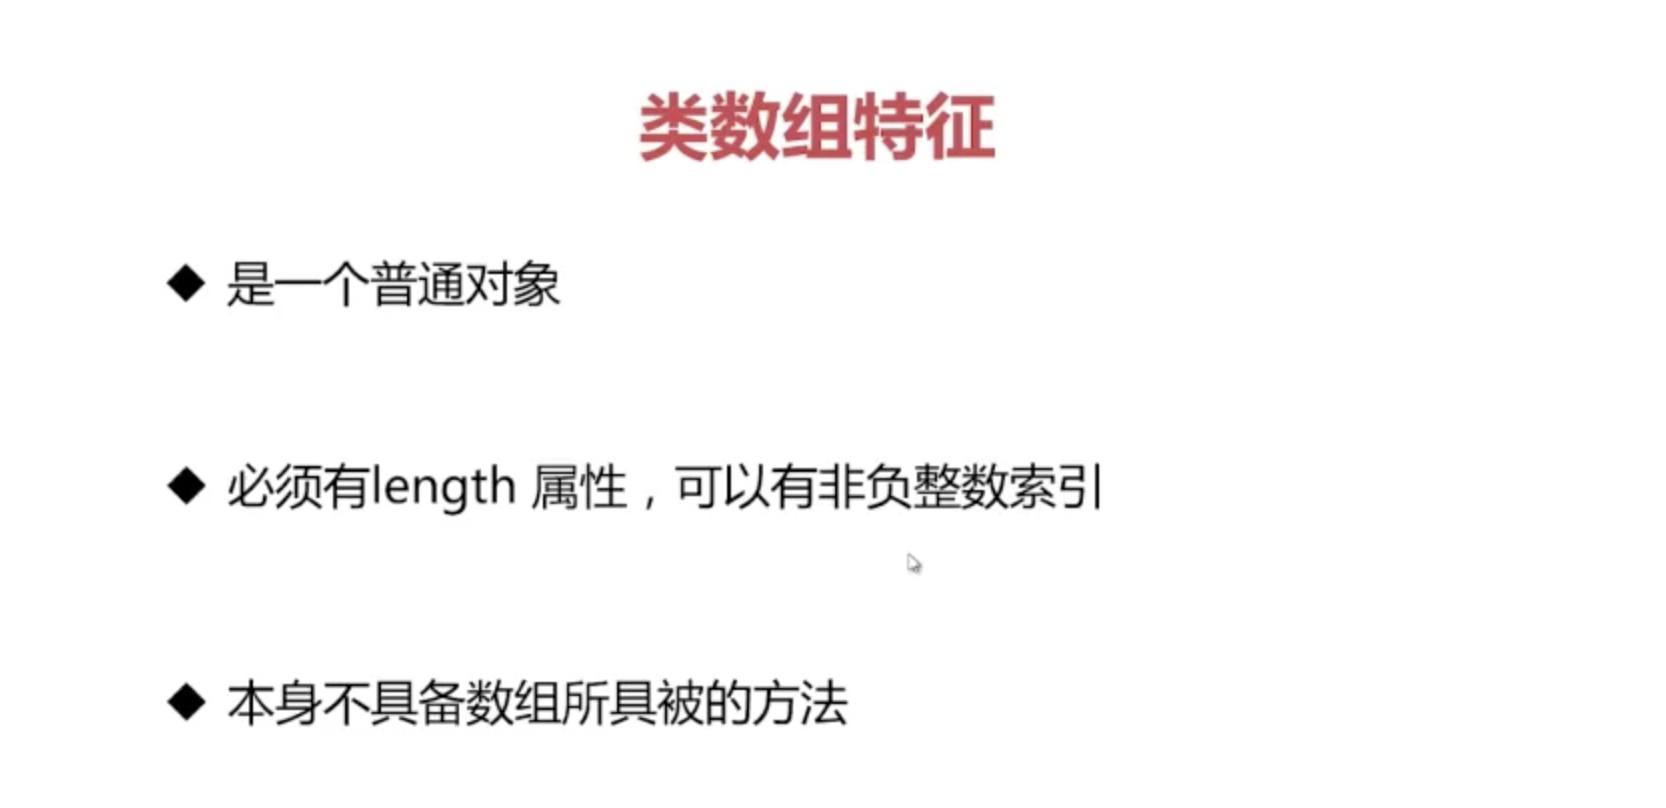 类数组特征
◆ 是一个普通对象
◆ 必须有length 属性，可以有非负整数索引
◆ 本身不具备数组所具被的方法